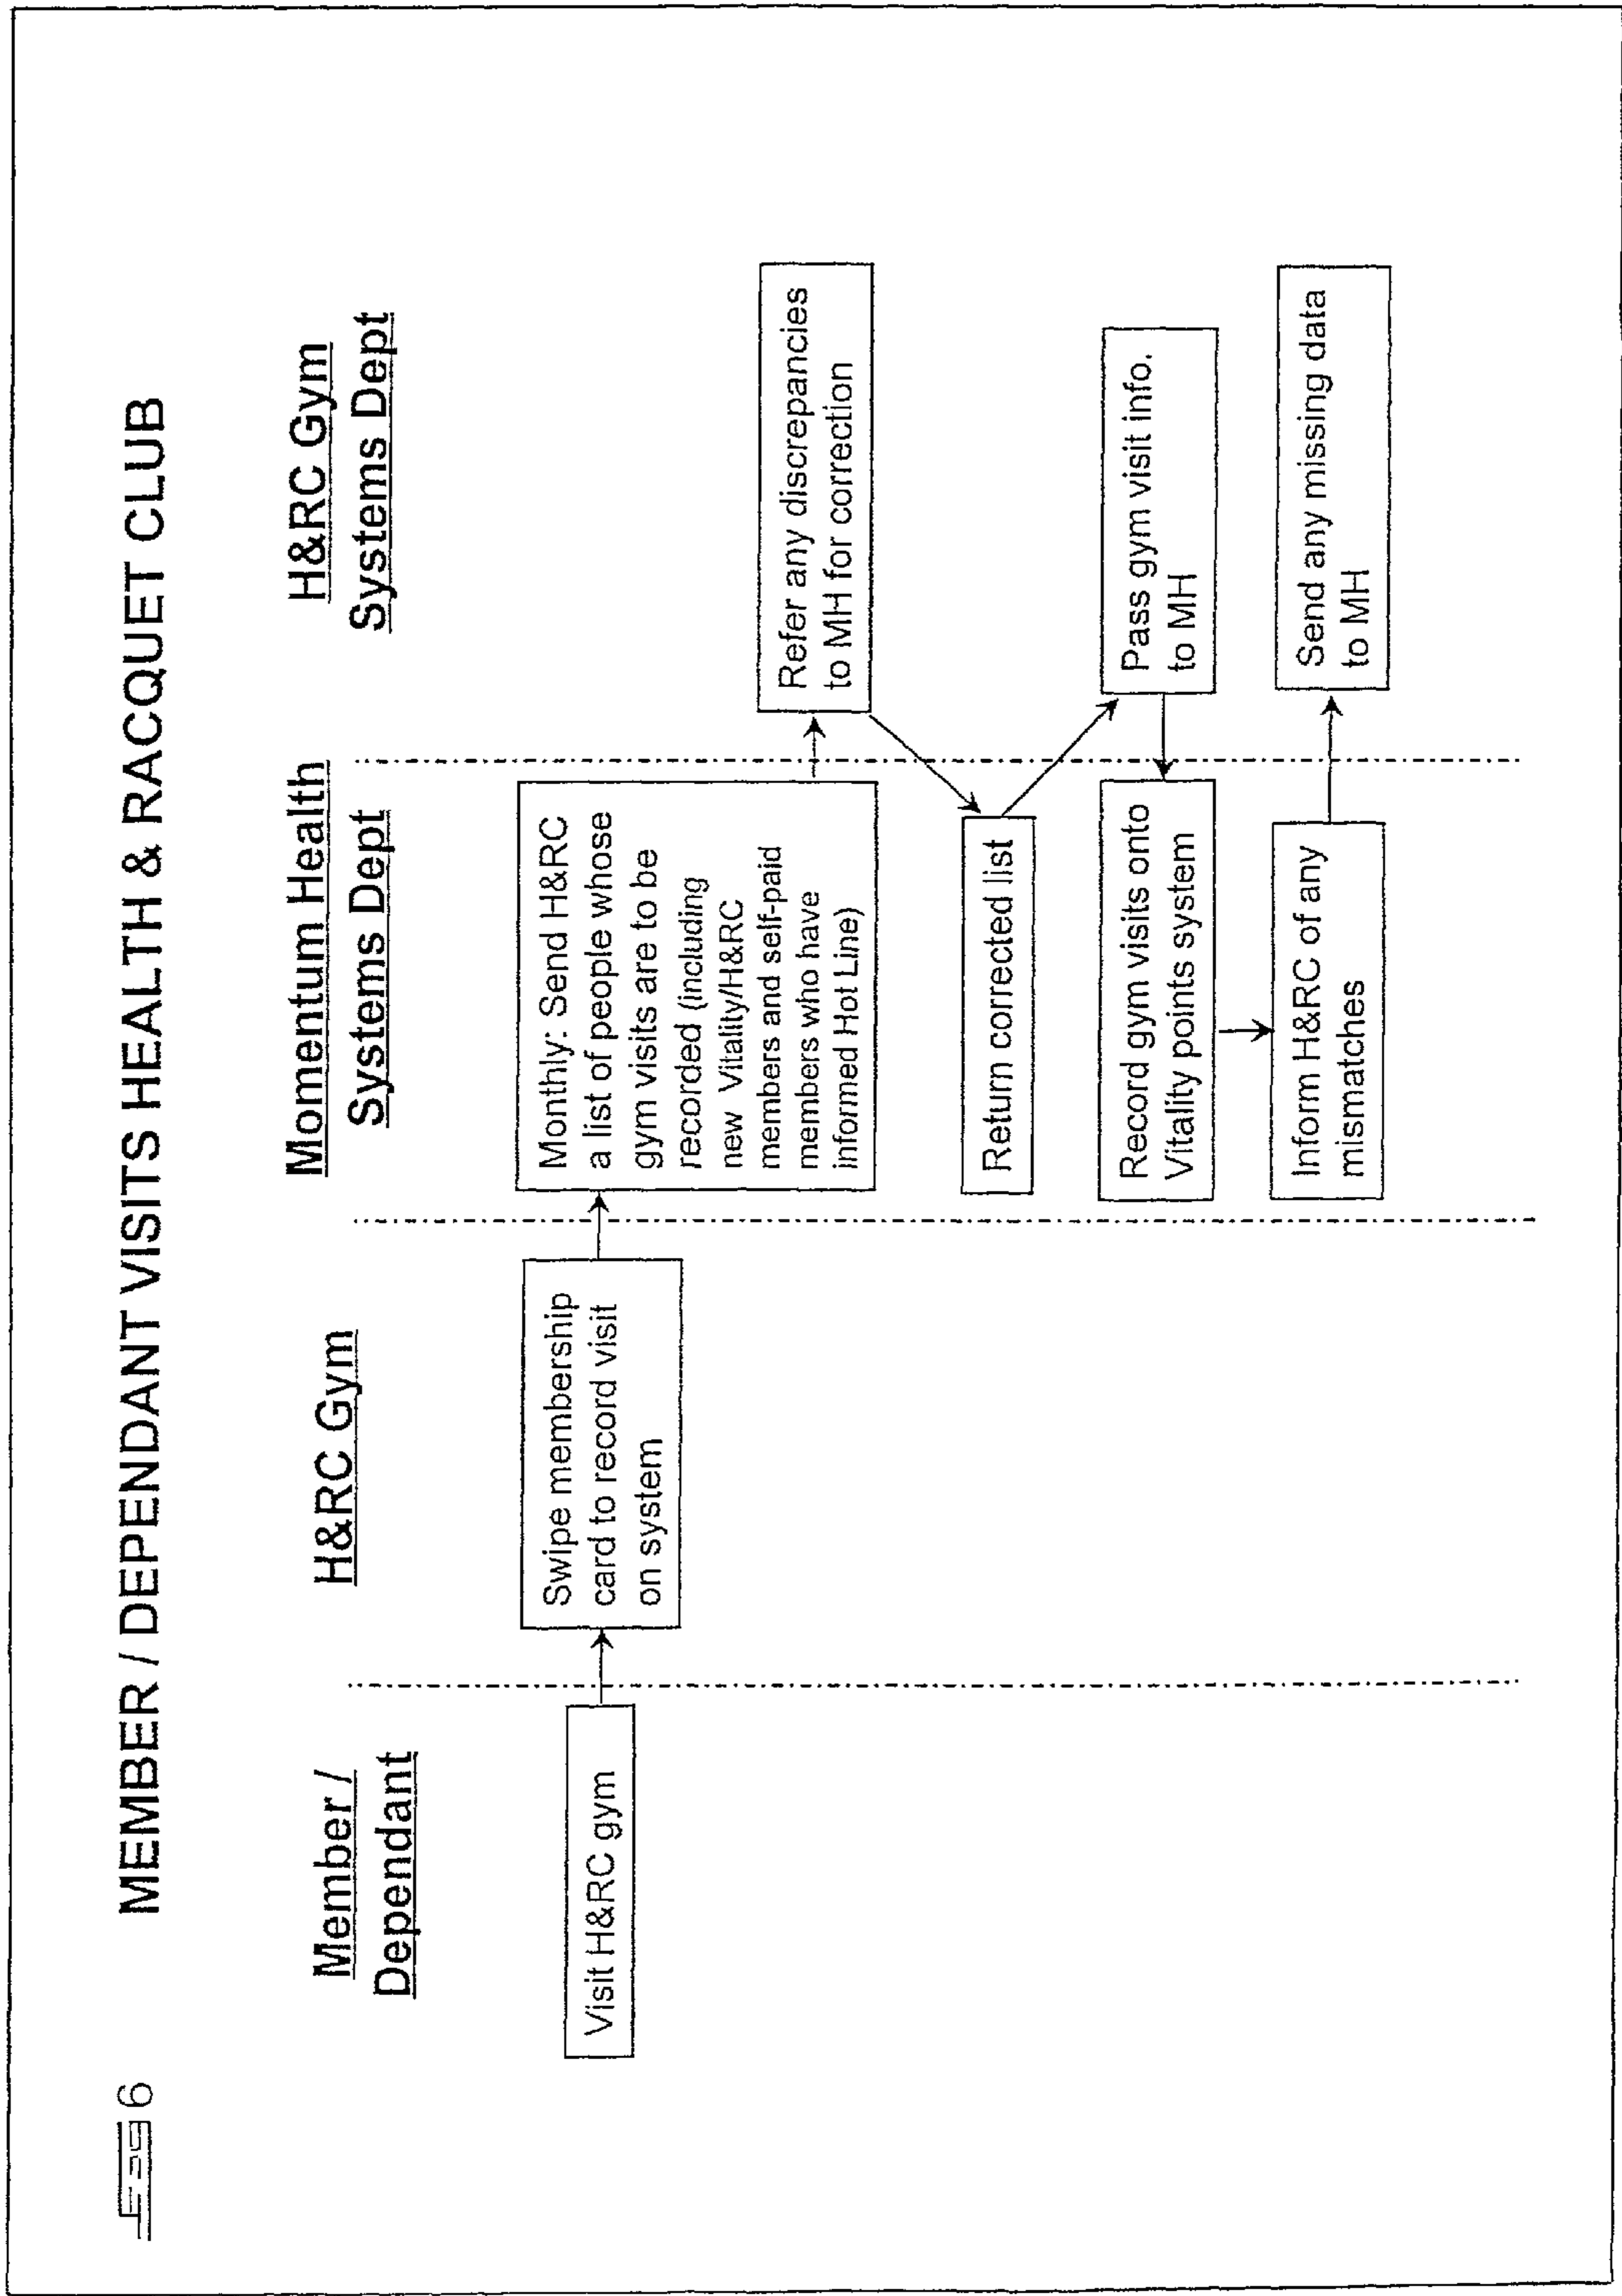 6
MEMBER / DEPENDANT VISITS HEALTH & RACQUET CLUB
Member /
Dependant
H&RC Gym
Momentum Health
Systems Dept
H&RC Gym
Systems Dept
Visit H&RC gym
Swipe membership
card to record visit
on system
Monthly: Send H&RC
a list of people whose
gym visits are to be
recorded (including
new Vitality/H&RC
members and self-paid
members who have
informed Hot Line)
Refer any discrepancies
to MH for correction
Return corrected list
Pass gym visit info.
to MH
Record gym visits onto
Vitality points system
Inform H&RC of any
mismatches
Send any missing data
to MH